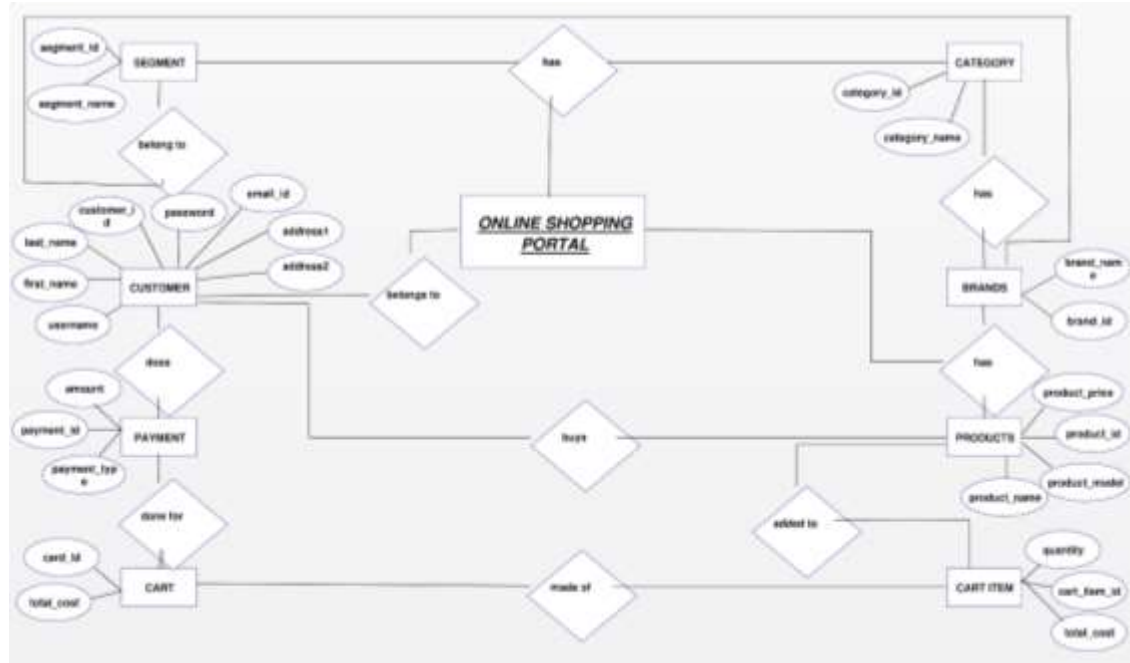 segment_id
SEGMENT
has
CATEGORY
category_id
segment_name
category_name
belong to
email_id
customer_i
d
password
has
ONLINE SHOPPING
PORTAL
address1
last_name
address2
brand_nam
e
first_name
CUSTOMER
belongs to
BRANDS
username
brand_id
does
has
amount
product_price
payment_id
PAYMENT
buys
PRODUCTS
product_id
payment_typ
e
product_model
product_name
done for
added to
quantity
CART
made of
CART ITEM
cart_item_id
total_cost
total_cost